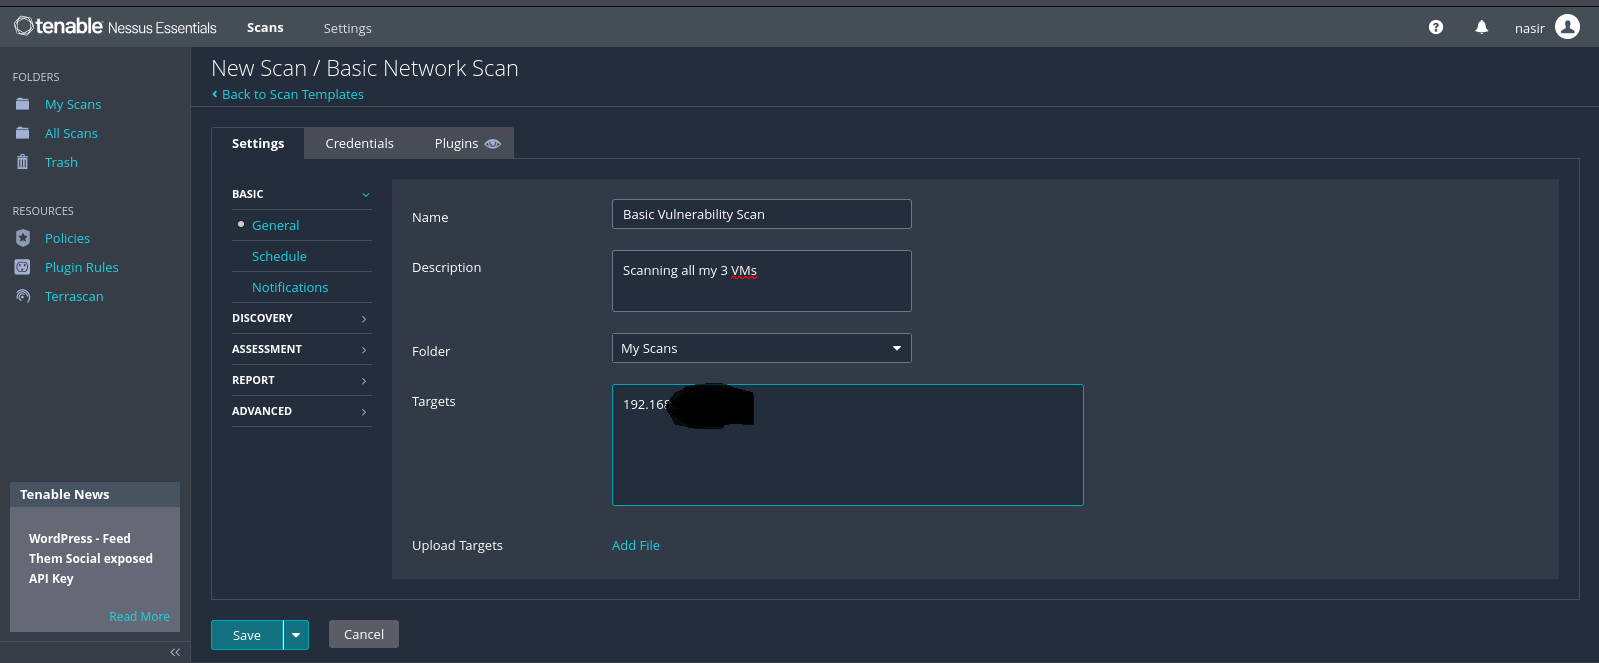 tenable Nessus Essentials
Scans
Settings
nasir
FOLDERS
My Scans
All Scans
Trash
RESOURCES
Policies
Plugin Rules
Terrascan
Tenable News
WordPress - Feed
Them Social exposed
API Key
Read More
New Scan / Basic Network Scan
Back to Scan Templates
Settings
Credentials
Plugins
BASIC
General
Schedule
Notifications
DISCOVERY
ASSESSMENT
REPORT
ADVANCED
Name
Basic Vulnerability Scan
Description
Scanning all my 3 VMs
Folder
My Scans
Targets
192.168
Upload Targets
Add File
Save
Cancel